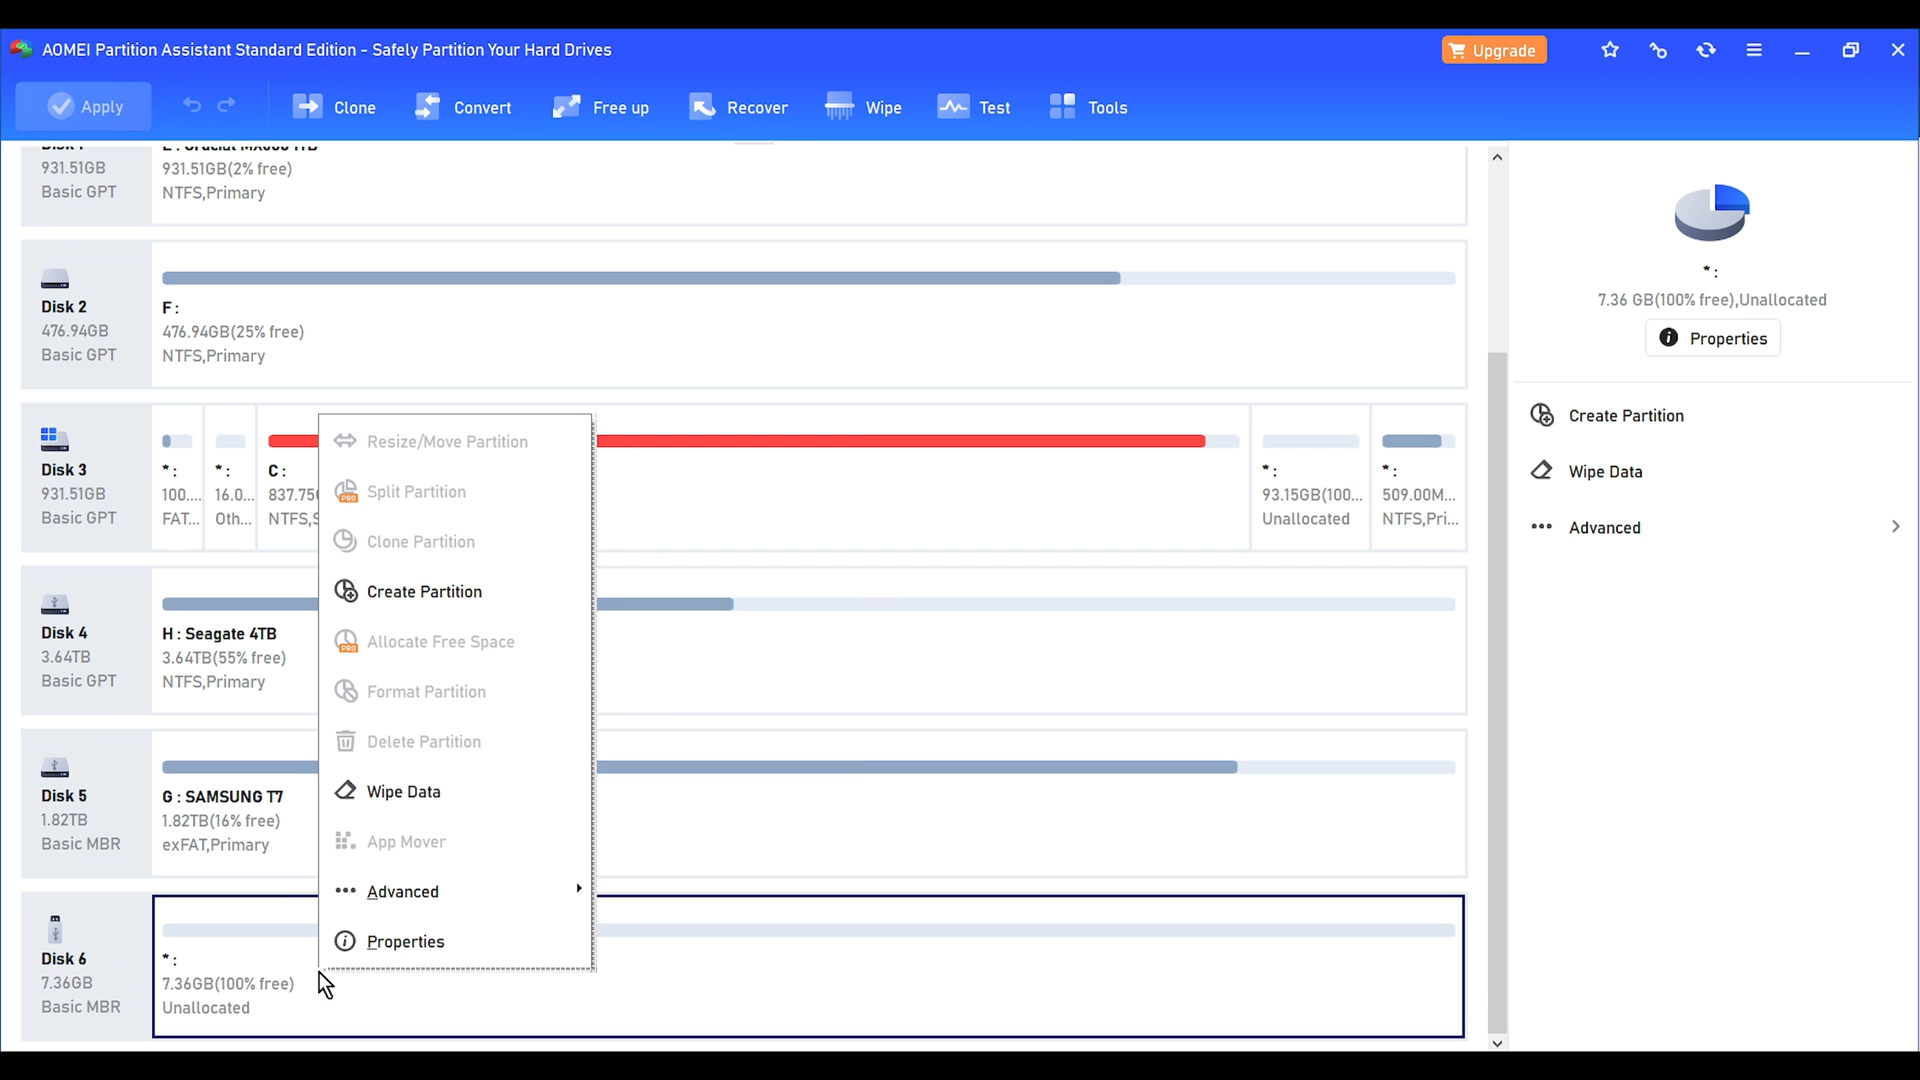 AOMEI Partition Assistant Standard Edition - Safely Partition Your Hard Drives
Upgrade
Apply
Clone
Convert
Free up
Recover
Wipe
Test
Tools
931.51GB
Basic GPT
931.51GB(2% free)
NTFS,Primary
Disk 2
476.94GB
Basic GPT
F :
476.94GB(25% free)
NTFS,Primary
Disk 3
931.51GB
Basic GPT
* :
100....
FAT...
* :
16.0...
Oth...
C :
* :
93.15GB(100...
Unallocated
* :
509.00M...
NTFS,Pri...
Disk 4
3.64TB
Basic GPT
H : Seagate 4TB
3.64TB(55% free)
NTFS,Primary
Disk 5
1.82TB
Basic MBR
G : SAMSUNG T7
1.82TB(16% free)
exFAT,Primary
Disk 6
7.36GB
Basic MBR
* :
7.36GB(100% free)
Unallocated
Resize/Move Partition
PRO Split Partition
Clone Partition
Create Partition
PRO Allocate Free Space
Format Partition
Delete Partition
Wipe Data
App Mover
Advanced
Properties
* :
7.36 GB(100% free),Unallocated
Properties
Create Partition
Wipe Data
Advanced